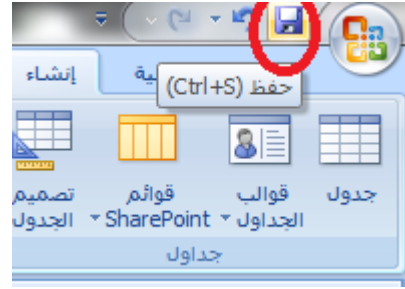 إنشاء
ية
حفظ (Ctrl+S)
جدول
قوالب الجداول
قوائم SharePoint
تصميم الجدول
جداول